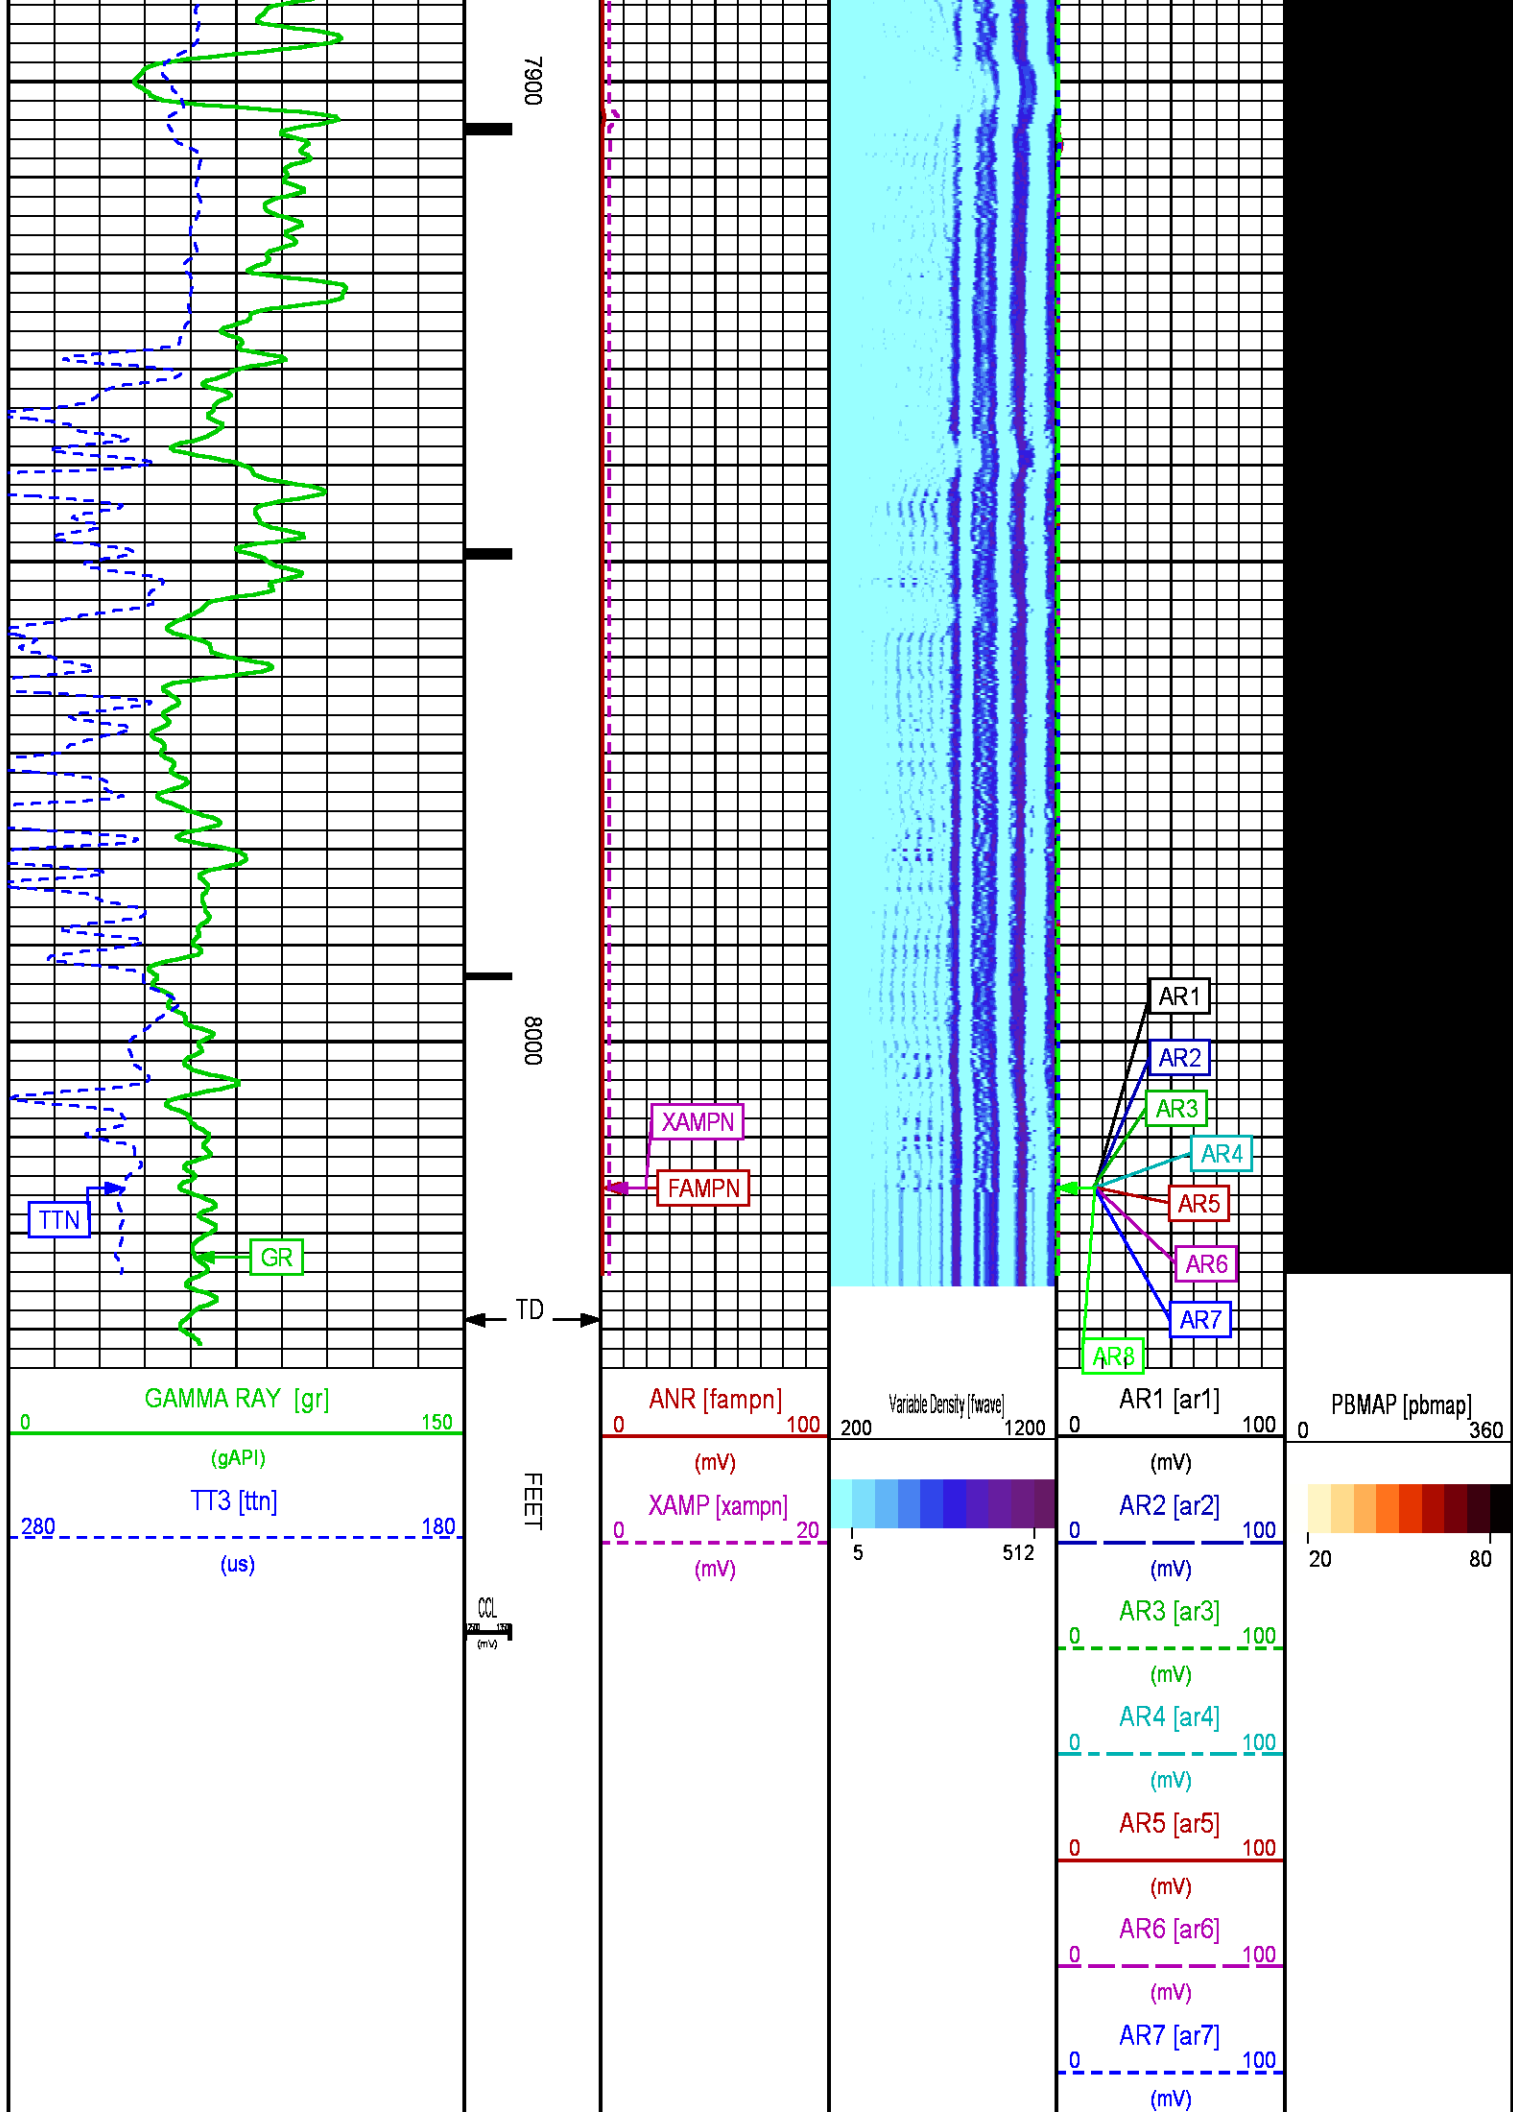 7900
8000
AR1
AR2
AR3
AR4
AR5
AR6
AR7
AR8
XAMPN
FAMPN
TTN
GR
TD
GAMMA RAY [gr]
0 150
(gAPI)
TT3 [ttn]
280 180
(us)
FEET
CCL
(mV)
ANR [fampn]
0 100
(mV)
XAMP [xampn]
0 20
(mV)
Variable Density [fwave]
200 1200
5 512
AR1 [ar1]
0 100
(mV)
AR2 [ar2]
0 100
(mV)
AR3 [ar3]
0 100
(mV)
AR4 [ar4]
0 100
(mV)
AR5 [ar5]
0 100
(mV)
AR6 [ar6]
0 100
(mV)
AR7 [ar7]
0 100
(mV)
PBMAP [pbmap]
0 360
20 80